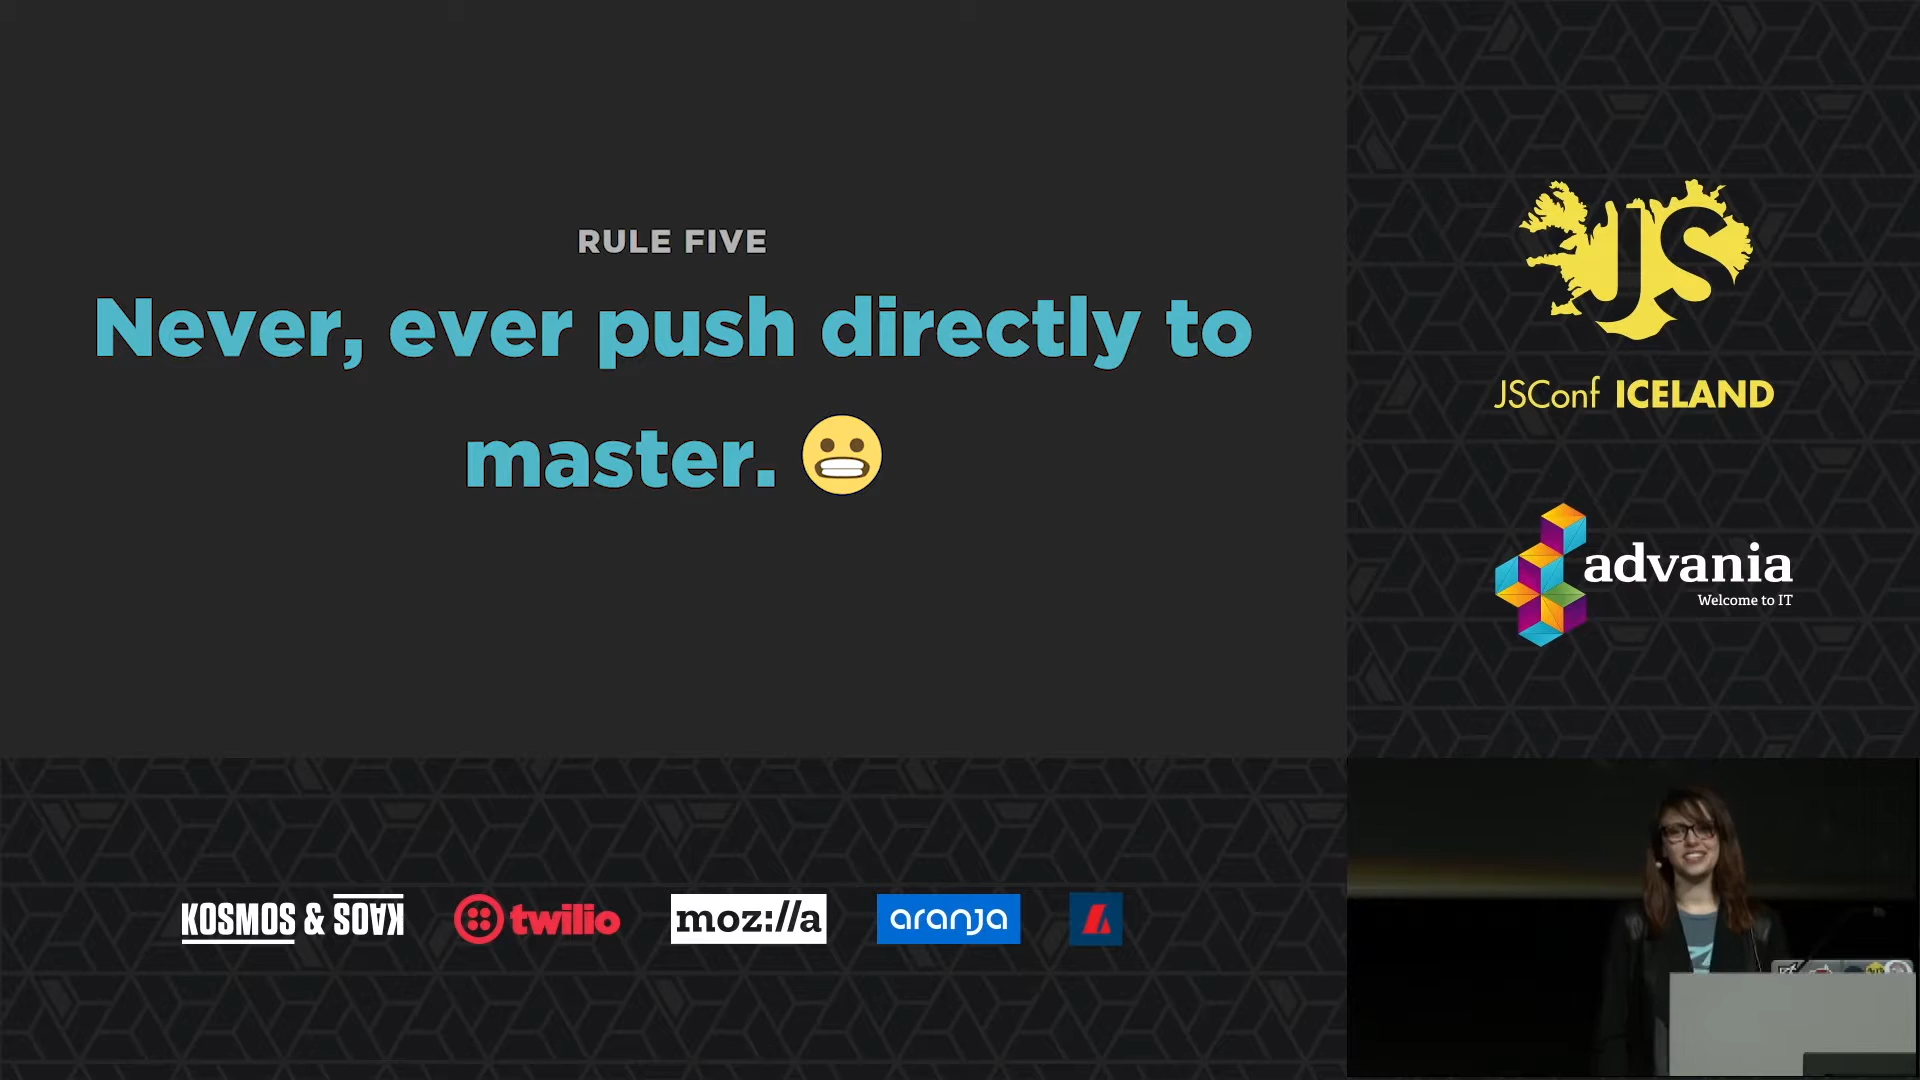 RULE FIVE
Never, ever push directly to
master.
JS
JSConf ICELAND
advania
Welcome to IT
KOSMOS & KAOS
twilio
moz://a
aranja